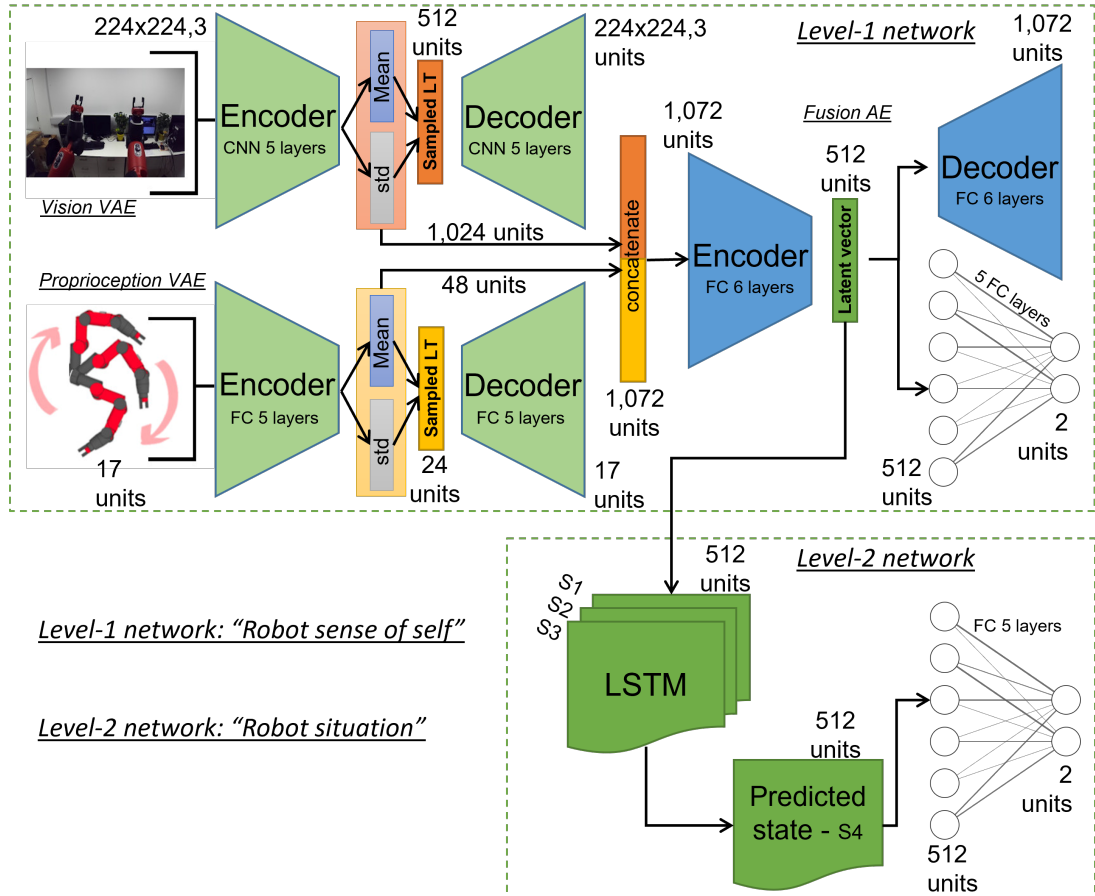 224x224,3
512
units
224x224,3
units
Level-1 network
1,072
units
Mean
std
Sampled LT
Encoder
CNN 5 layers
Decoder
CNN 5 layers
Vision VAE
1,072
units
Fusion AE
512
units
Decoder
FC 6 layers
1,024 units
concatenate
Encoder
FC 6 layers
Latent vector
Proprioception VAE
48 units
5 FC layers
Mean
std
Sampled LT
Encoder
FC 5 layers
Decoder
FC 5 layers
1,072
units
2
units
17
units
24
units
17
units
512
units
Level-2 network
512
units
S1
S2
S3
LSTM
FC 5 layers
Level-1 network: “Robot sense of self”
Level-2 network: “Robot situation”
512
units
Predicted
state - S4
2
units
512
units